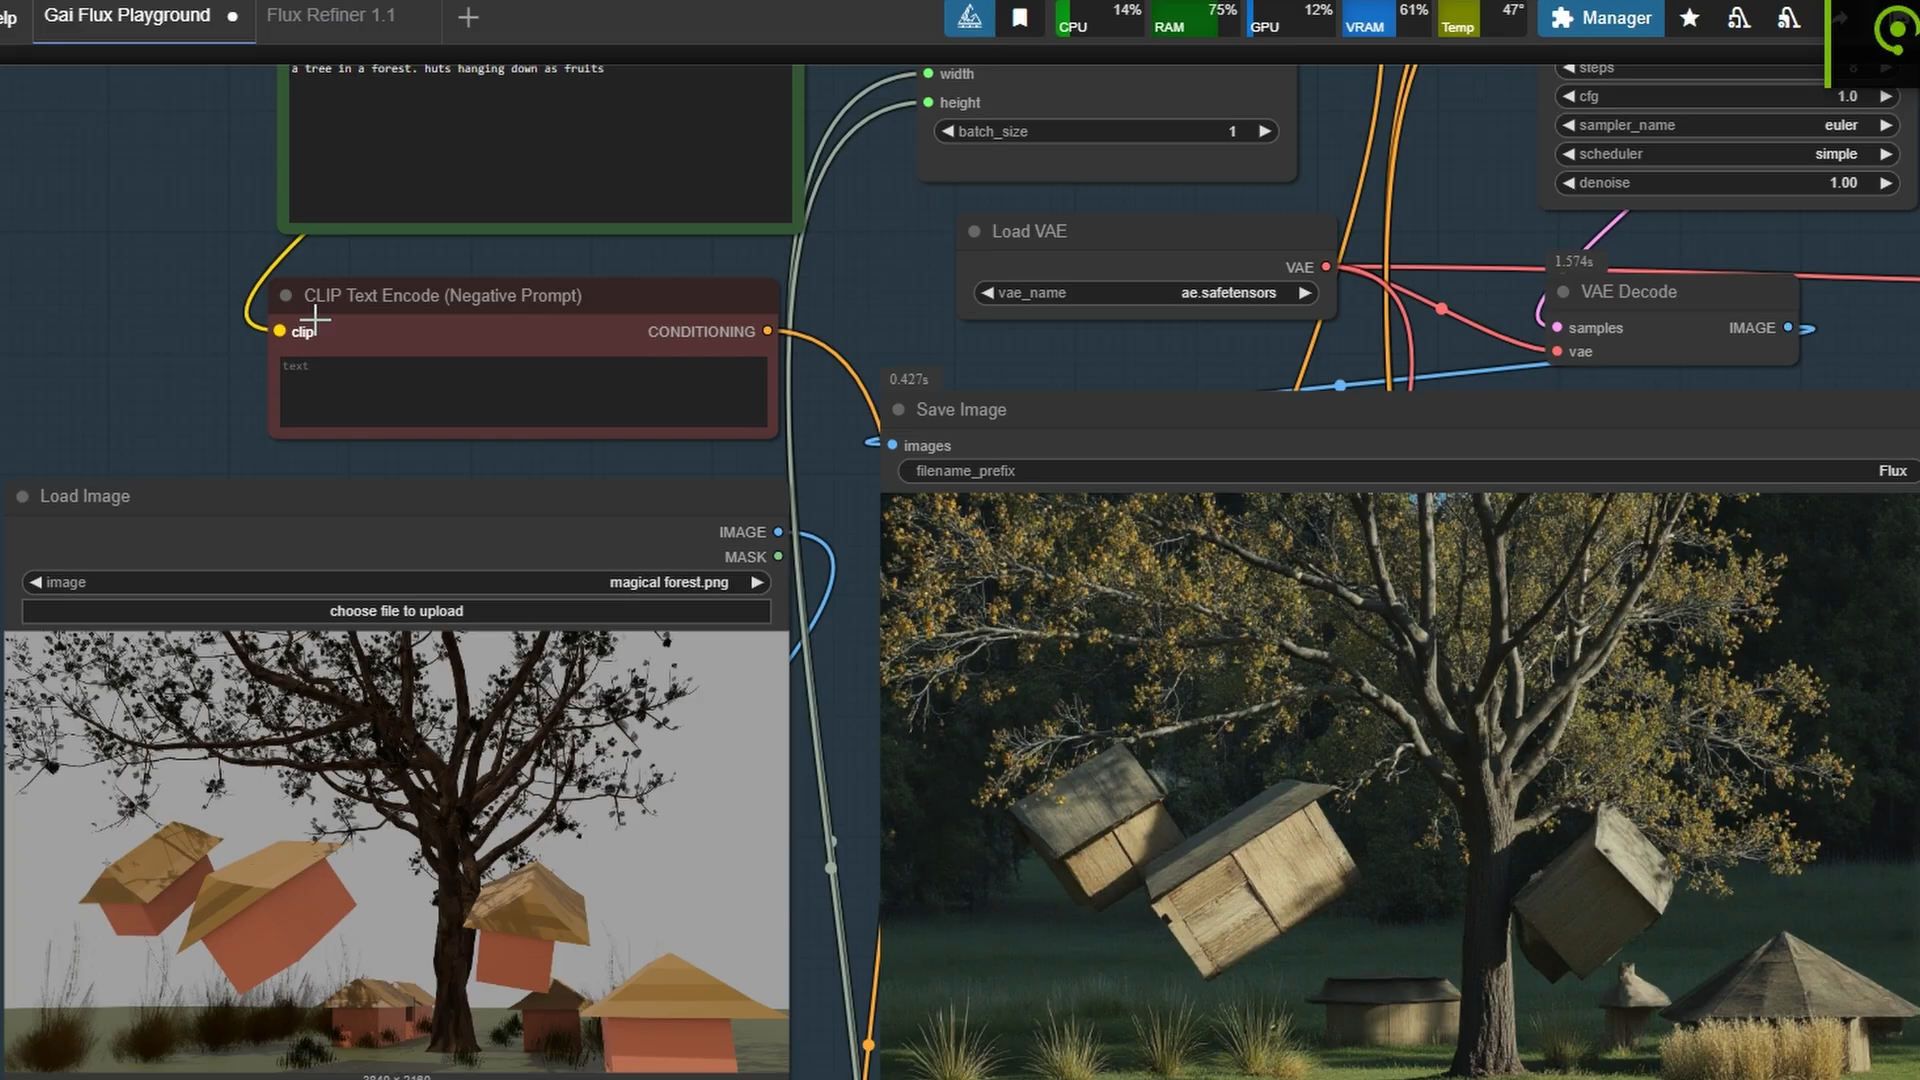 elp
Gai Flux Playground
Flux Refiner 1.1
CPU 14%
RAM 75%
GPU 12%
VRAM 61%
Temp 47°
Manager
a tree in a forest. huts hanging down as fruits
width
height
batch_size 1
steps 8
cfg 1.0
sampler_name euler
scheduler simple
denoise 1.00
Load VAE
VAE
vae_name ae.safetensors
1.574s
VAE Decode
samples IMAGE
vae
CLIP Text Encode (Negative Prompt)
clip CONDITIONING
text
0.427s
Save Image
images
filename_prefix Flux
Load Image
IMAGE
MASK
image magical forest.png
choose file to upload
3840 x 2160